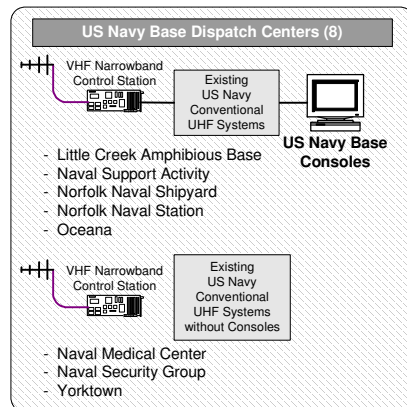 US Navy Base Dispatch Centers (8)
VHF Narrowband
Control Station
Existing
US Navy
Conventional
UHF Systems
US Navy Base
Consoles
- Little Creek Amphibious Base
- Naval Support Activity
- Norfolk Naval Shipyard
- Norfolk Naval Station
- Oceana
VHF Narrowband
Control Station
Existing
US Navy
Conventional
UHF Systems
without Consoles
- Naval Medical Center
- Naval Security Group
- Yorktown